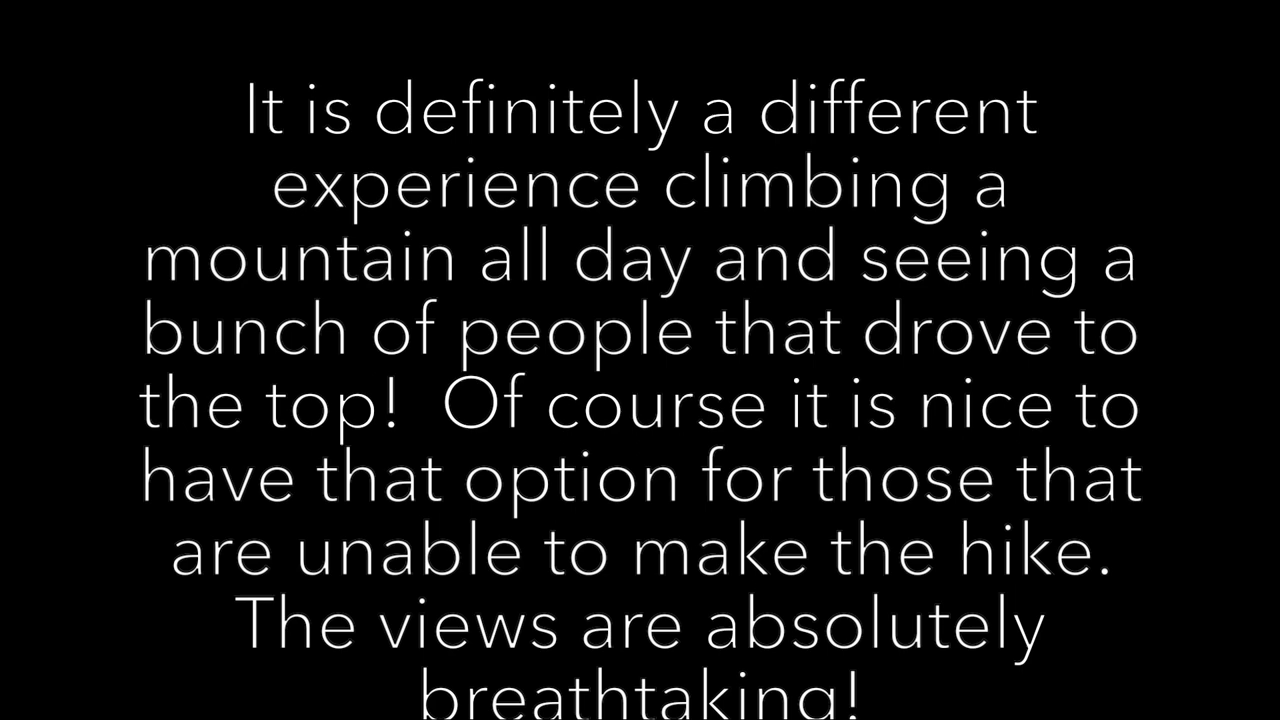 It is definitely a different
experience climbing a
mountain all day and seeing a
bunch of people that drove to
the top!  Of course it is nice to
have that option for those that
are unable to make the hike.
The views are absolutely
breathtaking!